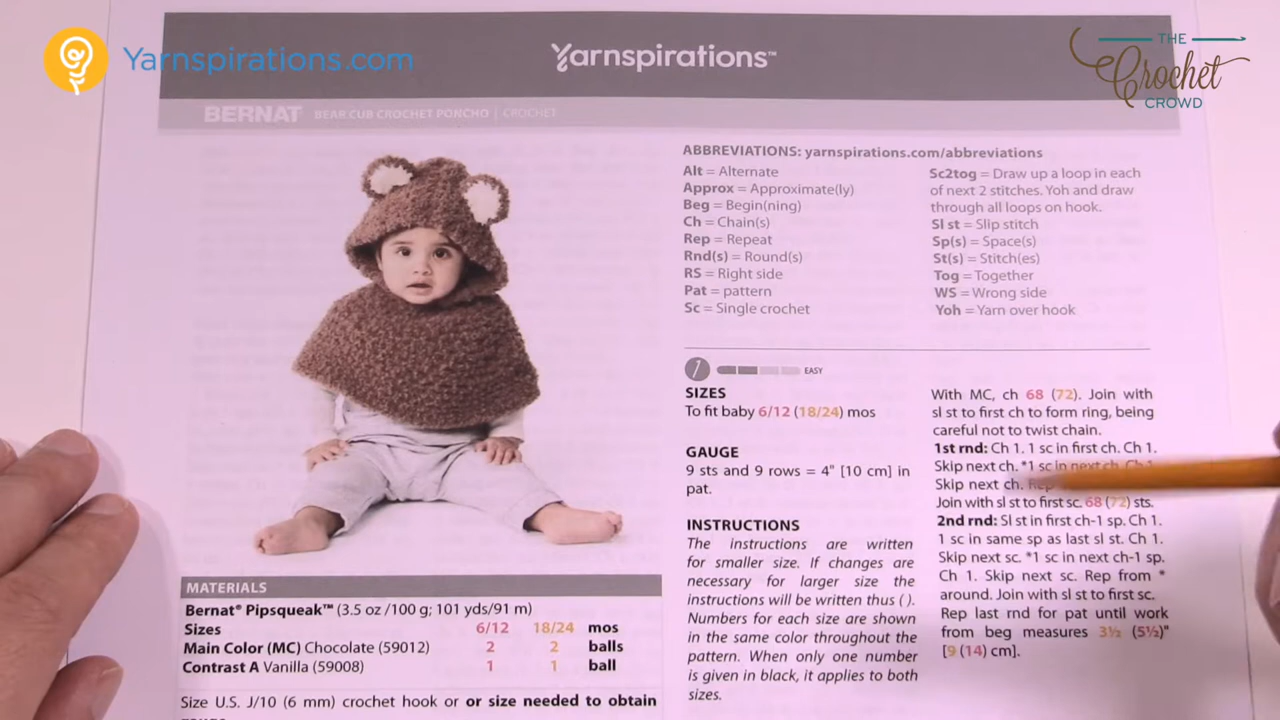 Yarnspirations.com
Yarnspirations™
THE
Crochet
CROWD
BERNAT BEAR CUB CROCHET PONCHO | CROCHET
ABBREVIATIONS: yarnspirations.com/abbreviations
Alt = Alternate
Approx = Approximate(ly)
Beg = Begin(ning)
Ch = Chain(s)
Rep = Repeat
Rnd(s) = Round(s)
RS = Right side
Pat = pattern
Sc = Single crochet
Sc2tog = Draw up a loop in each
of next 2 stitches. Yoh and draw
through all loops on hook.
Sl st = Slip stitch
Sp(s) = Space(s)
St(s) = Stitch(es)
Tog = Together
WS = Wrong side
Yoh = Yarn over hook
EASY
MATERIALS
Bernat® Pipsqueak™ (3.5 oz /100 g; 101 yds/91 m)
Sizes 6/12 18/24 mos
Main Color (MC) Chocolate (59012) 2 2 balls
Contrast A Vanilla (59008) 1 1 ball
Size U.S. J/10 (6 mm) crochet hook or or size needed to obtain
SIZES
To fit baby 6/12 (18/24) mos
GAUGE
9 sts and 9 rows = 4" [10 cm] in
pat.
INSTRUCTIONS
The instructions are written
for smaller size. If changes are
necessary for larger size the
instructions will be written thus ( ).
Numbers for each size are shown
in the same color throughout the
pattern. When only one number
is given in black, it applies to both
sizes.
With MC, ch 68 (72). Join with
sl st to first ch to form ring, being
careful not to twist chain.
1st rnd: Ch 1. 1 sc in first ch. Ch 1.
Skip next ch. *1 sc in next ch. Ch 1.
Skip next ch. Rep
Join with sl st to first sc. 68 (72) sts.
2nd rnd: Sl st in first ch-1 sp. Ch 1.
1 sc in same sp as last sl st. Ch 1.
Skip next sc. *1 sc in next ch-1 sp.
Ch 1. Skip next sc. Rep from *
around. Join with sl st to first sc.
Rep last rnd for pat until work
from beg measures 3½ (5½)"
[9 (14) cm].